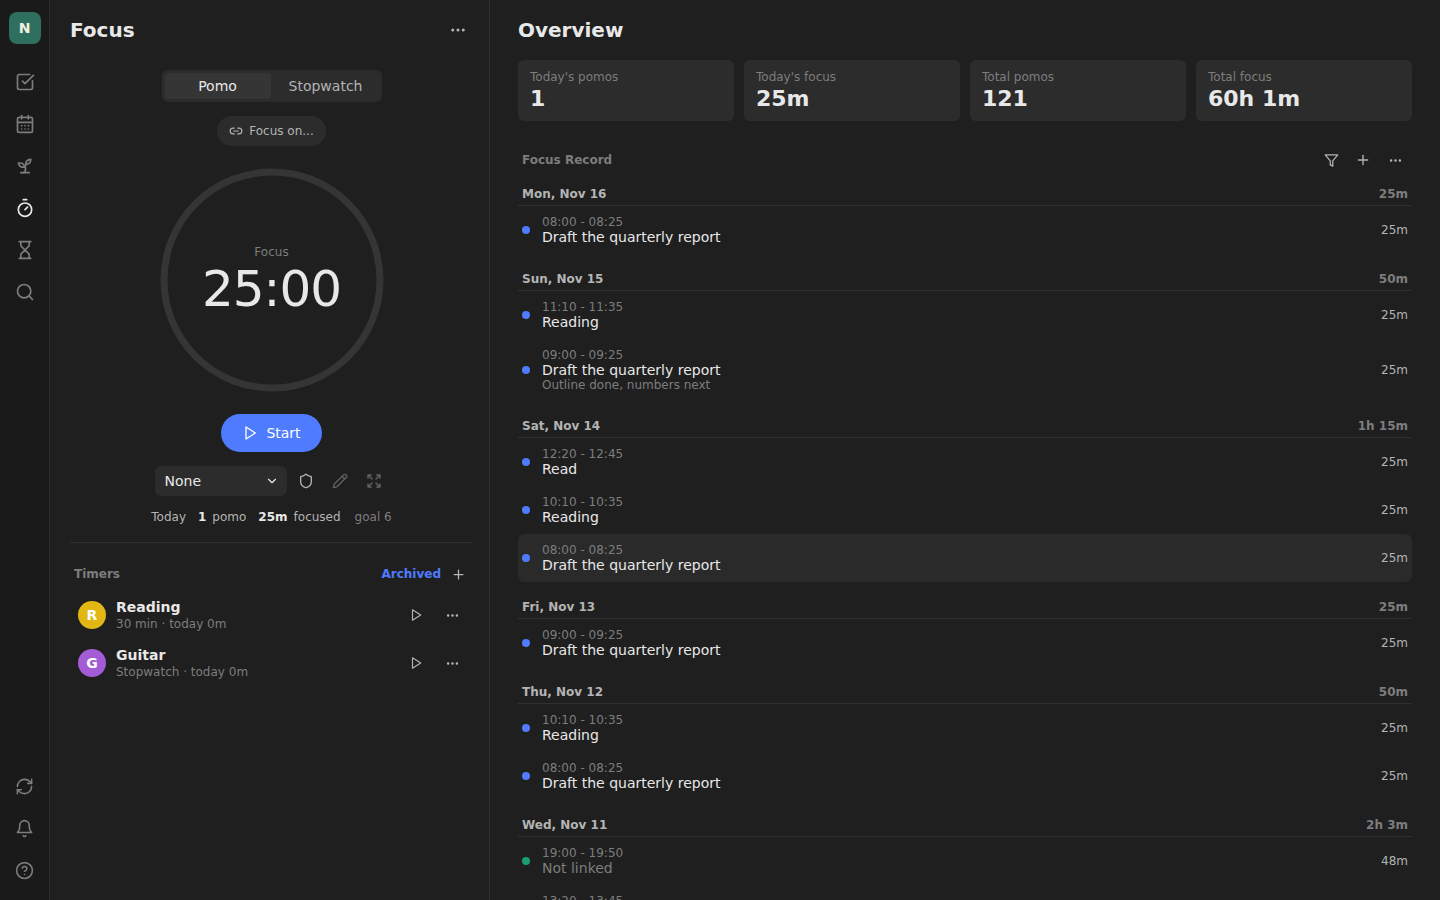 N
Focus
Pomo
Stopwatch
Focus on...
Focus
25:00
Start
None
Today 1 pomo 25m focused goal 6
Timers
Archived
R
Reading
30 min · today 0m
G
Guitar
Stopwatch · today 0m
Overview
Today's pomos
1
Today's focus
25m
Total pomos
121
Total focus
60h 1m
Focus Record
Mon, Nov 16 25m
08:00 - 08:25
Draft the quarterly report
25m
Sun, Nov 15 50m
11:10 - 11:35
Reading
25m
09:00 - 09:25
Draft the quarterly report
Outline done, numbers next
25m
Sat, Nov 14 1h 15m
12:20 - 12:45
Read
25m
10:10 - 10:35
Reading
25m
08:00 - 08:25
Draft the quarterly report
25m
Fri, Nov 13 25m
09:00 - 09:25
Draft the quarterly report
25m
Thu, Nov 12 50m
10:10 - 10:35
Reading
25m
08:00 - 08:25
Draft the quarterly report
25m
Wed, Nov 11 2h 3m
19:00 - 19:50
Not linked
48m
13:20 - 13:45